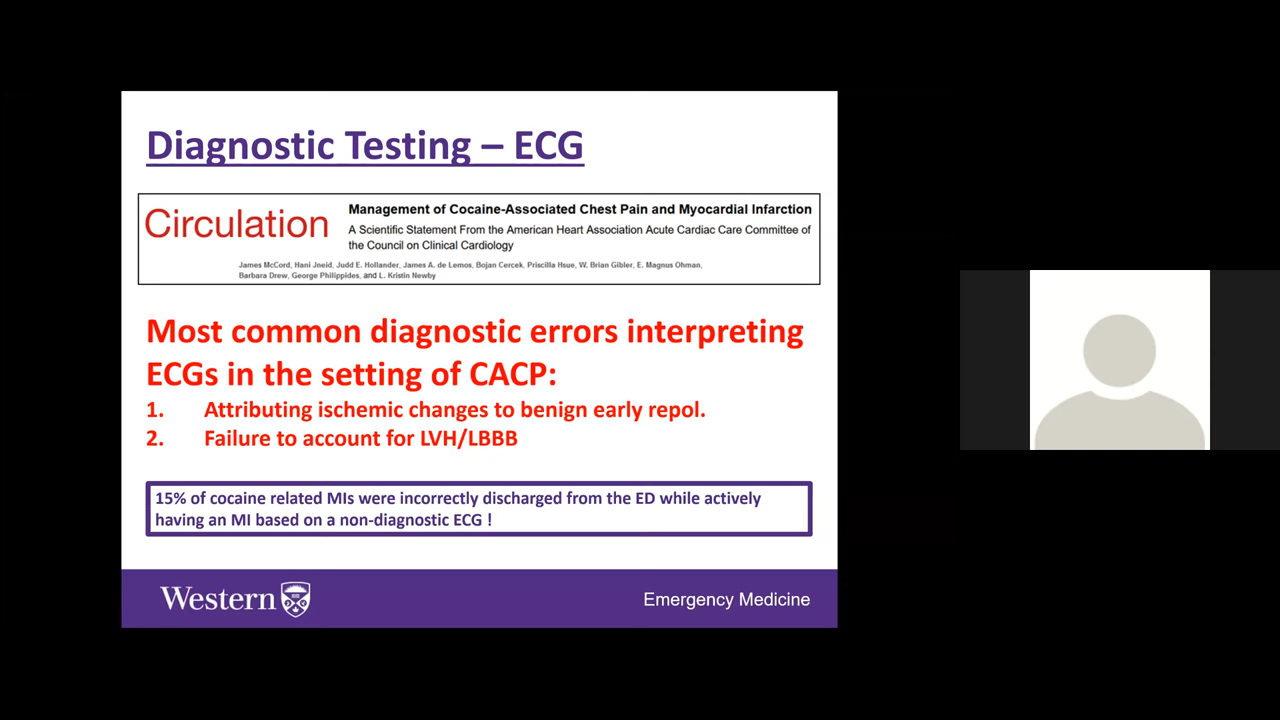 Diagnostic Testing – ECG
Circulation
Management of Cocaine-Associated Chest Pain and Myocardial Infarction
A Scientific Statement From the American Heart Association Acute Cardiac Care Committee of
the Council on Clinical Cardiology
James McCord, Hani Jneid, Judd E. Hollander, James A. de Lemos, Bojan Cercek, Priscilla Hsue, W. Brian Gibler, E. Magnus Ohman,
Barbara Drew, George Philippides, and L. Kristin Newby
Most common diagnostic errors interpreting
ECGs in the setting of CACP:
1. Attributing ischemic changes to benign early repol.
2. Failure to account for LVH/LBBB
15% of cocaine related MIs were incorrectly discharged from the ED while actively
having an MI based on a non-diagnostic ECG !
Western
Emergency Medicine